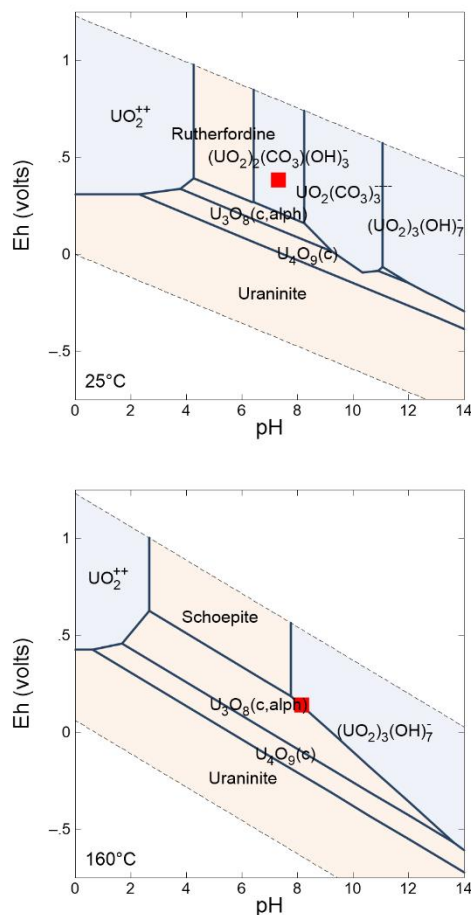 1
.5
0
–.5
Eh (volts)
UO₂⁺⁺
Rutherfordine
(UO₂)₂(CO₃)(OH)₃⁻
UO₂(CO₃)₃⁻⁻⁻⁻
U₃O₈(c,alph)
(UO₂)₃(OH)₇⁻
U₄O₉(c)
Uraninite
25°C
0 2 4 6 8 10 12 14
pH
1
.5
0
–.5
Eh (volts)
UO₂⁺⁺
Schoepite
U₃O₈(c,alph)
(UO₂)₃(OH)₇⁻
U₄O₉(c)
Uraninite
160°C
0 2 4 6 8 10 12 14
pH